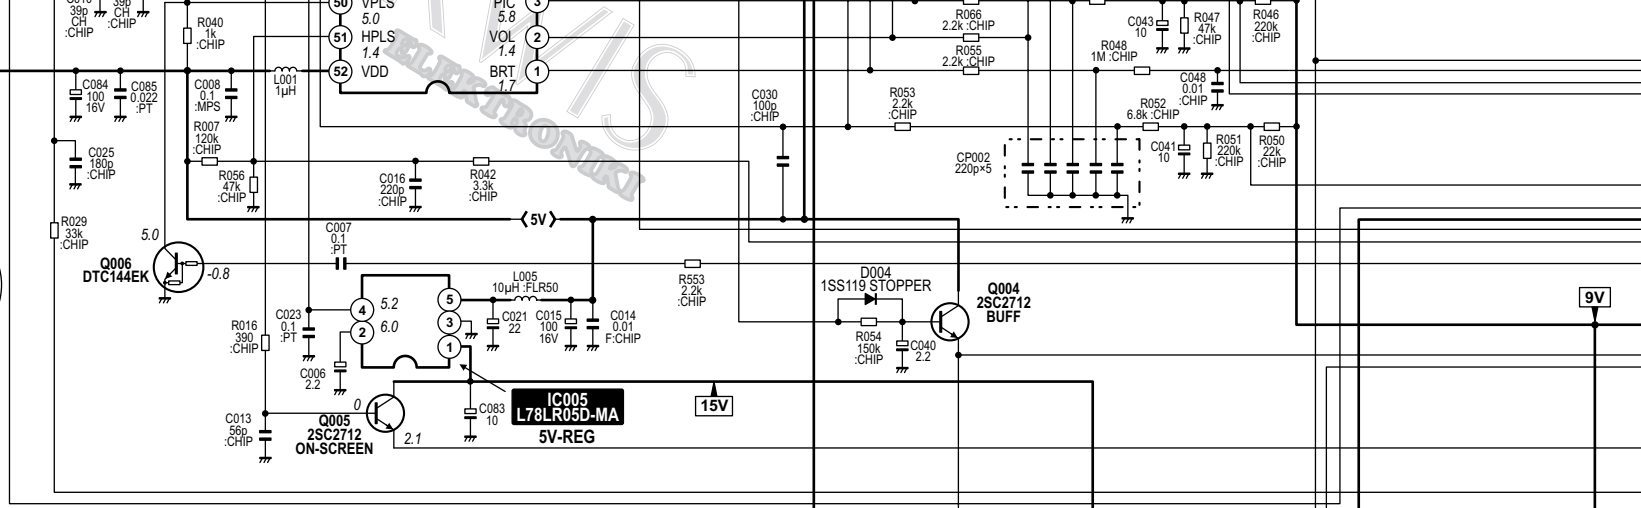 39p
CH
:CHIP
39p
CH
:CHIP
R040
1k
:CHIP
50
VPLS
5.0
51
HPLS
1.4
52
VDD
PIC
5.8
3
VOL
1.4
2
BRT
1.7
1
R066
2.2k :CHIP
R055
2.2k :CHIP
C043
10
R047
47k
:CHIP
R046
220k
:CHIP
R048
1M :CHIP
C048
0.01
:CHIP
C084
100
16V
C085
0.022
:PT
C008
0.1
:MPS
L001
1µH
C030
100p
:CHIP
R053
2.2k
:CHIP
R052
6.8k :CHIP
C041
10
R051
220k
:CHIP
R050
22k
:CHIP
R007
120k
:CHIP
C025
180p
:CHIP
R056
47k
:CHIP
C016
220p
:CHIP
R042
3.3k
:CHIP
CP002
220p×5
ELEKTRONIKI
R029
33k
:CHIP
5V
5.0
Q006
DTC144EK
-0.8
C007
0.1
:PT
R553
2.2k
:CHIP
L005
10µH :FLR50
D004
1SS119 STOPPER
Q004
2SC2712
BUFF
9V
4
5.2
2
6.0
5
3
1
C021
22
C015
100
16V
C014
0.01
F:CHIP
R016
390
:CHIP
C023
0.1
:PT
R054
150k
:CHIP
C040
2.2
C006
2.2
IC005
L78LR05D-MA
5V-REG
15V
C083
10
0
Q005
2SC2712
ON-SCREEN
2.1
C013
56p
:CHIP